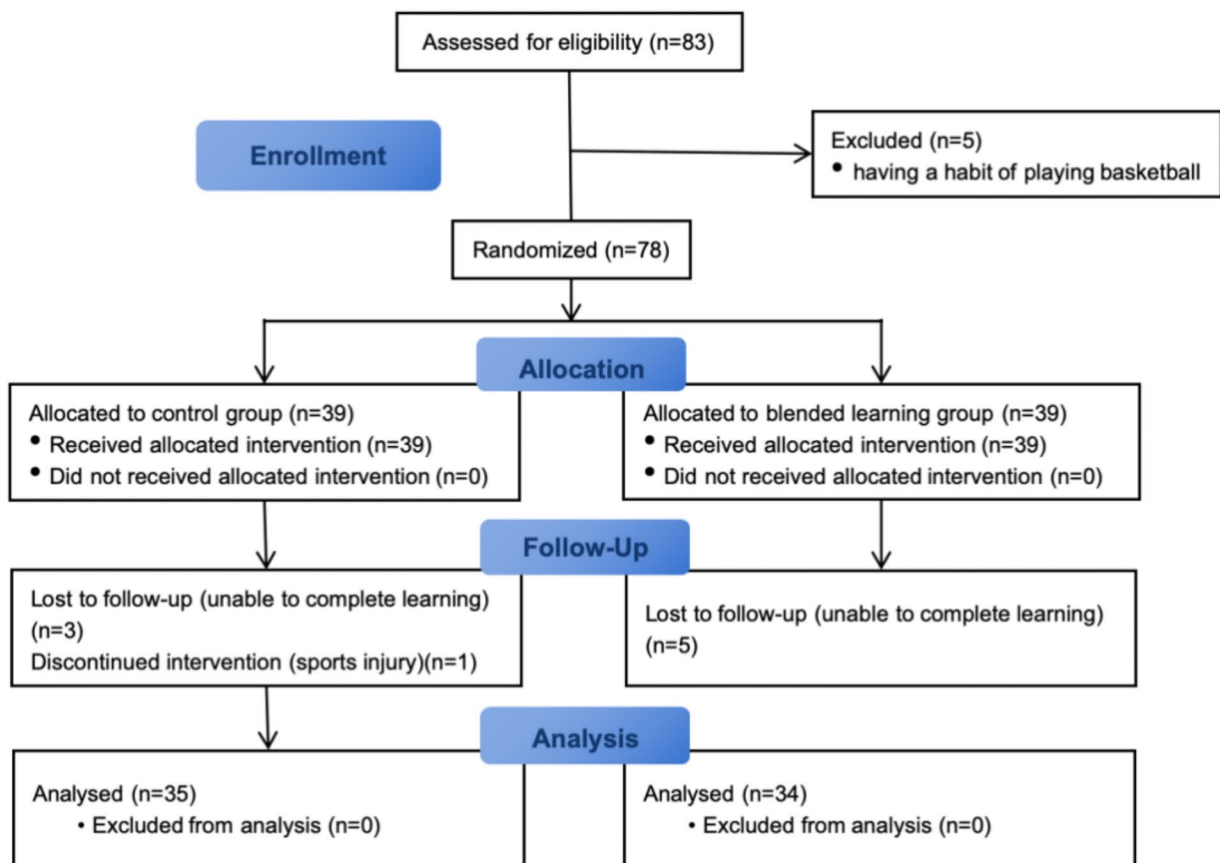 Assessed for eligibility (n=83)
Enrollment
Excluded (n=5)
• having a habit of playing basketball
Randomized (n=78)
Allocation
Allocated to control group (n=39)
• Received allocated intervention (n=39)
• Did not received allocated intervention (n=0)
Allocated to blended learning group (n=39)
• Received allocated intervention (n=39)
• Did not received allocated intervention (n=0)
Follow-Up
Lost to follow-up (unable to complete learning)
(n=3)
Discontinued intervention (sports injury)(n=1)
Lost to follow-up (unable to complete learning)
(n=5)
Analysis
Analysed (n=35)
• Excluded from analysis (n=0)
Analysed (n=34)
• Excluded from analysis (n=0)